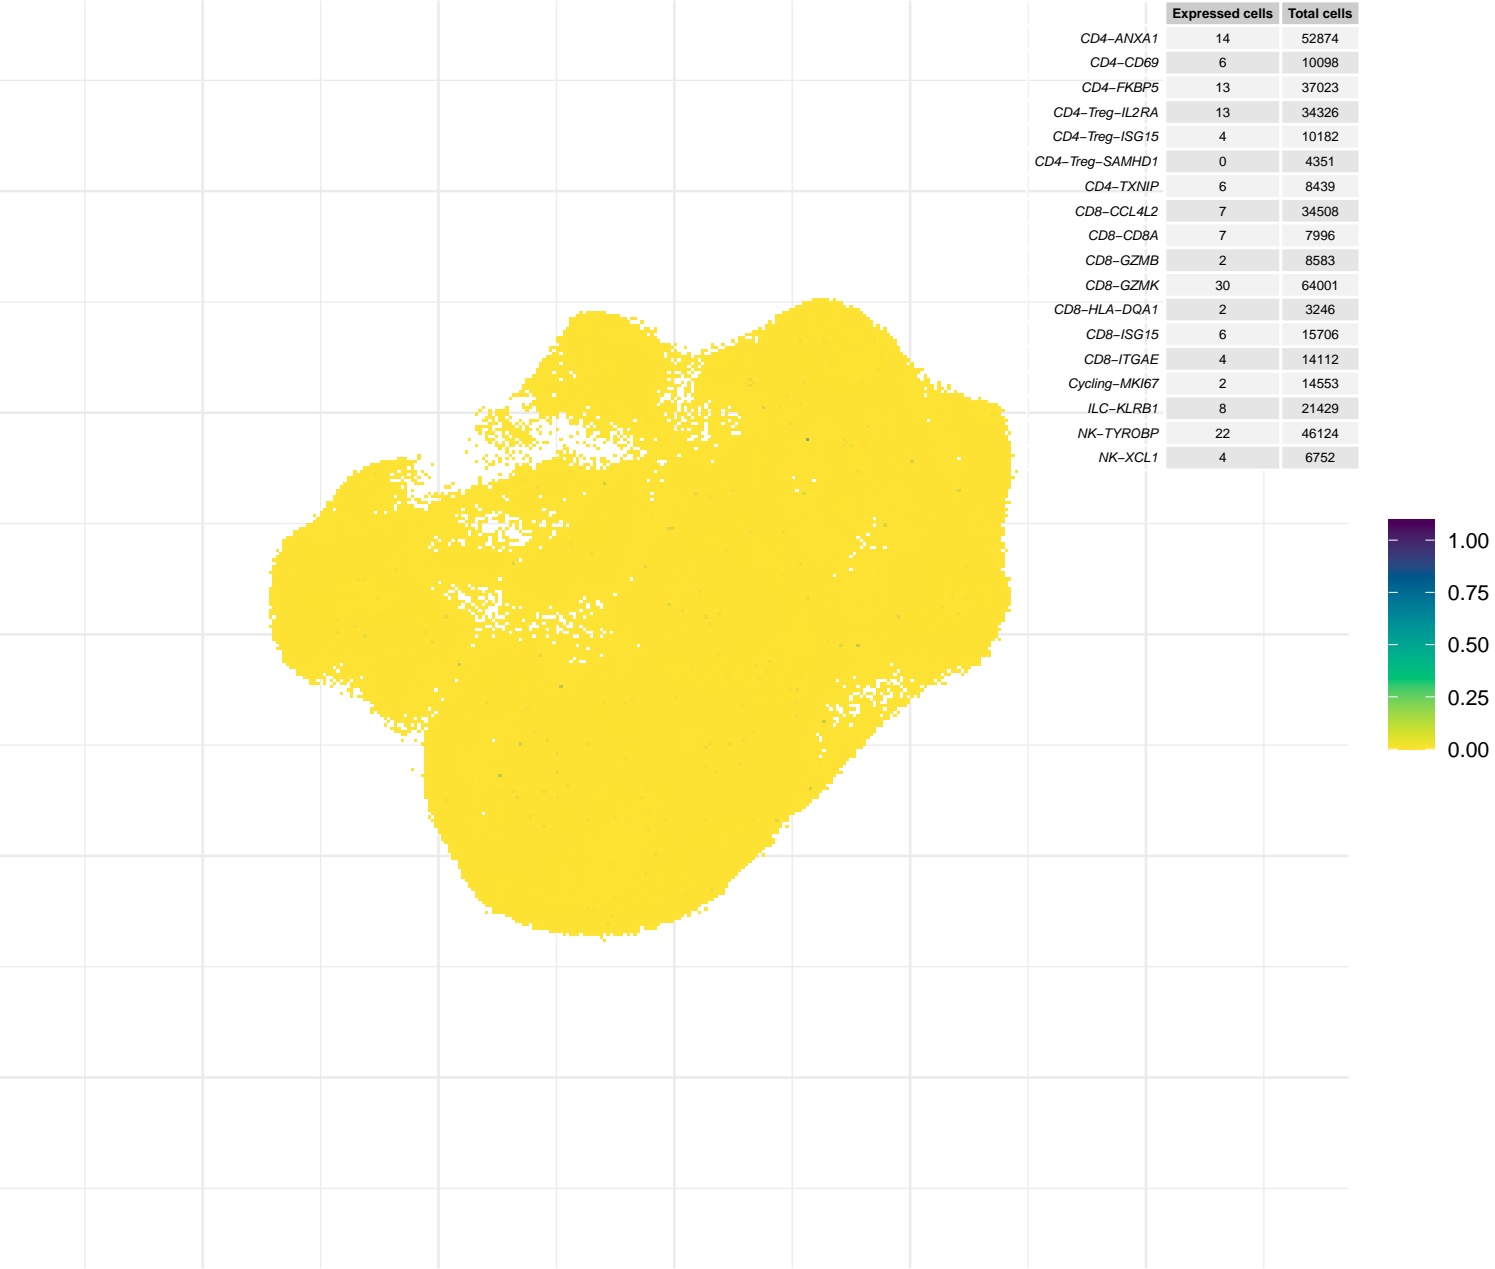 Expressed cells Total cells
CD4−ANXA1 14 52874
CD4−CD69 6 10098
CD4−FKBP5 13 37023
CD4−Treg−IL2RA 13 34326
CD4−Treg−ISG15 4 10182
CD4−Treg−SAMHD1 0 4351
CD4−TXNIP 6 8439
CD8−CCL4L2 7 34508
CD8−CD8A 7 7996
CD8−GZMB 2 8583
CD8−GZMK 30 64001
CD8−HLA−DQA1 2 3246
CD8−ISG15 6 15706
CD8−ITGAE 4 14112
Cycling−MKI67 2 14553
ILC−KLRB1 8 21429
NK−TYROBP 22 46124
NK−XCL1 4 6752
1.00
0.75
0.50
0.25
0.00